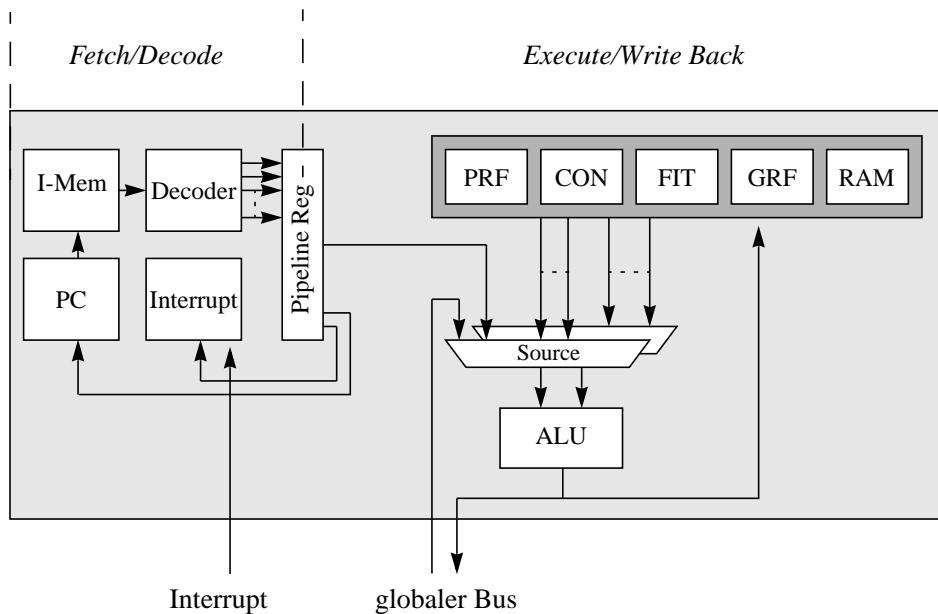 Fetch/Decode
Execute/Write Back
I-Mem
Decoder
Pipeline Reg
PRF
CON
FIT
GRF
RAM
PC
Interrupt
Source
ALU
Interrupt
globaler Bus